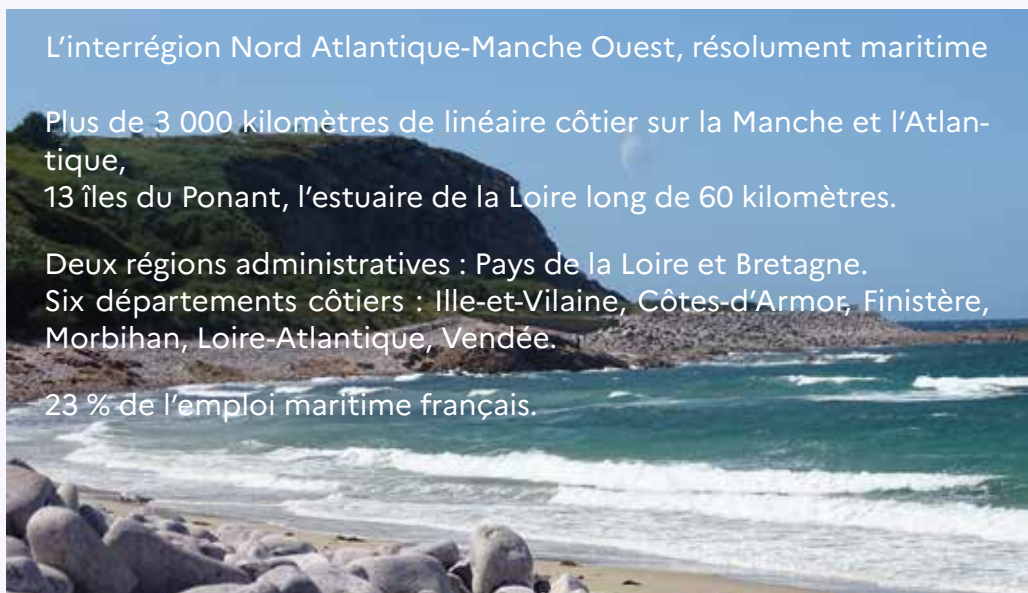 L’interrégion Nord Atlantique-Manche Ouest, résolument maritime
Plus de 3 000 kilomètres de linéaire côtier sur la Manche et l’Atlan-
tique,
13 îles du Ponant, l’estuaire de la Loire long de 60 kilomètres.
Deux régions administratives : Pays de la Loire et Bretagne.
Six départements côtiers : Ille-et-Vilaine, Côtes-d’Armor, Finistère,
Morbihan, Loire-Atlantique, Vendée.
23 % de l’emploi maritime français.